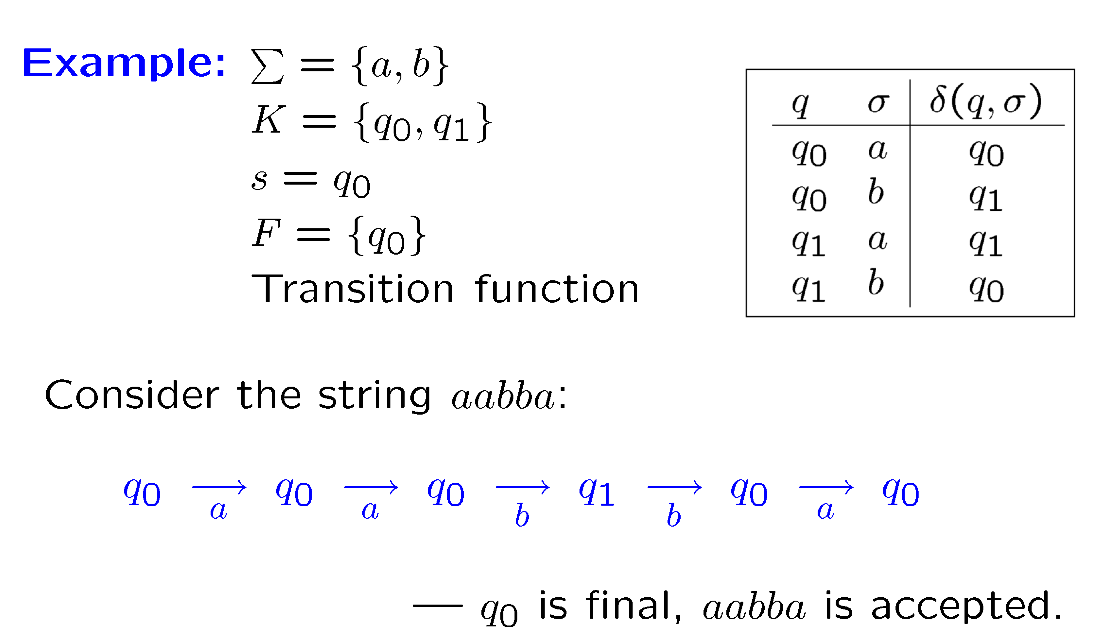 Example: Σ = {a, b}
K = {q₀, q₁}
s = q₀
F = {q₀}
Transition function
q σ δ(q, σ)
q₀ a q₀
q₀ b q₁
q₁ a q₁
q₁ b q₀
Consider the string aabba:
q₀ →a q₀ →a q₀ →b q₁ →b q₀ →a q₀
— q₀ is final, aabba is accepted.